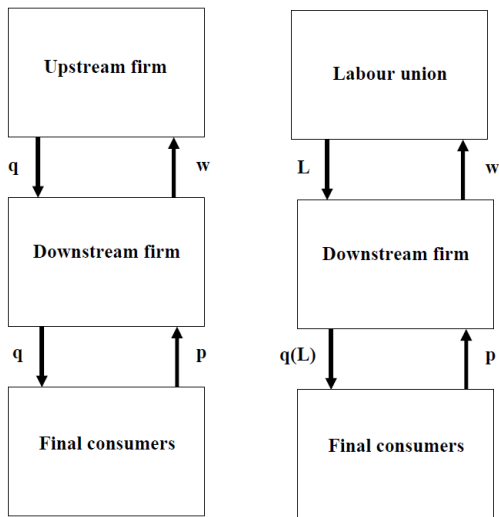 Upstream firm
q
w
Downstream firm
q
p
Final consumers
Labour union
L
w
Downstream firm
q(L)
p
Final consumers